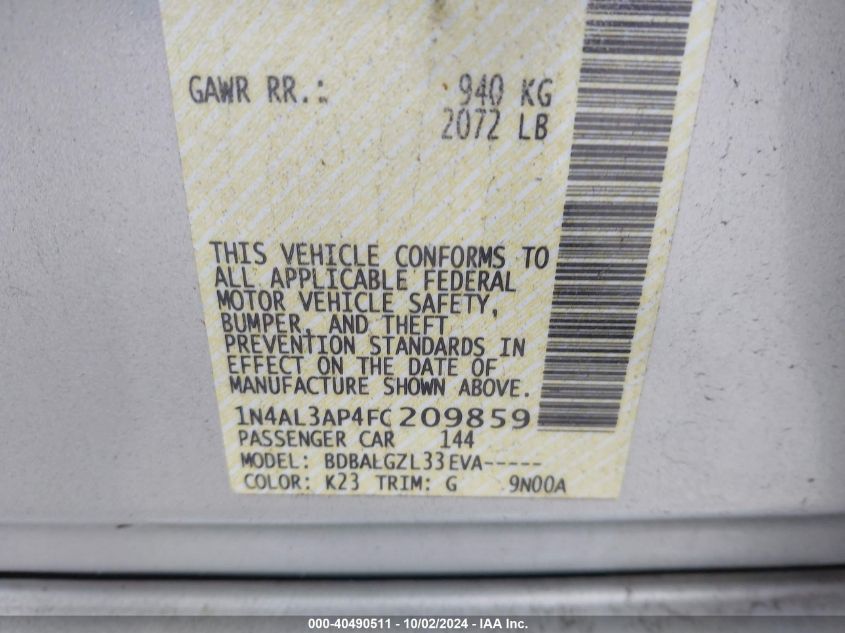 GAWR RR.: 940 KG
2072 LB
THIS VEHICLE CONFORMS TO
ALL APPLICABLE FEDERAL
MOTOR VEHICLE SAFETY,
BUMPER, AND THEFT
PREVENTION STANDARDS IN
EFFECT ON THE DATE OF
MANUFACTURE SHOWN ABOVE.
1N4AL3AP4FC209859
PASSENGER CAR 144
MODEL: BDBALGZL33EVA-----
COLOR: K23 TRIM: G 9N00A
000-40490511 - 10/02/2024 - IAA Inc.